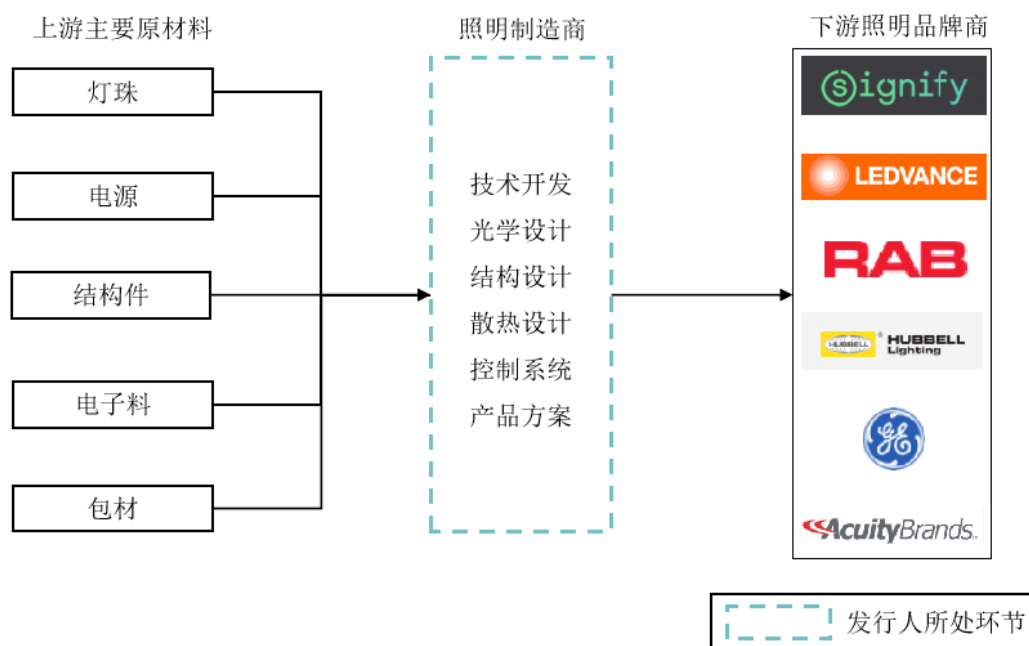 上游主要原材料
照明制造商
下游照明品牌商
灯珠
电源
结构件
电子料
包材
技术开发
光学设计
结构设计
散热设计
控制系统
产品方案
signify
LEDVANCE
RAB
HUBBELL
HUBBELL
Lighting
GE
AcuityBrands
发行人所处环节